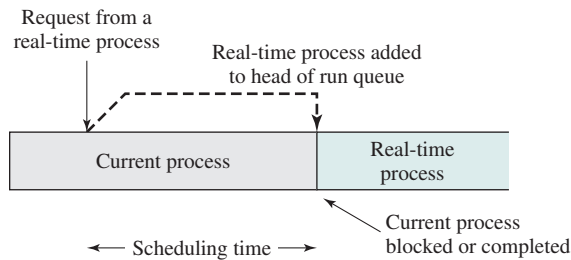 Request from a
real-time process
Real-time process added
to head of run queue
Current process
Real-time
process
Current process
blocked or completed
Scheduling time